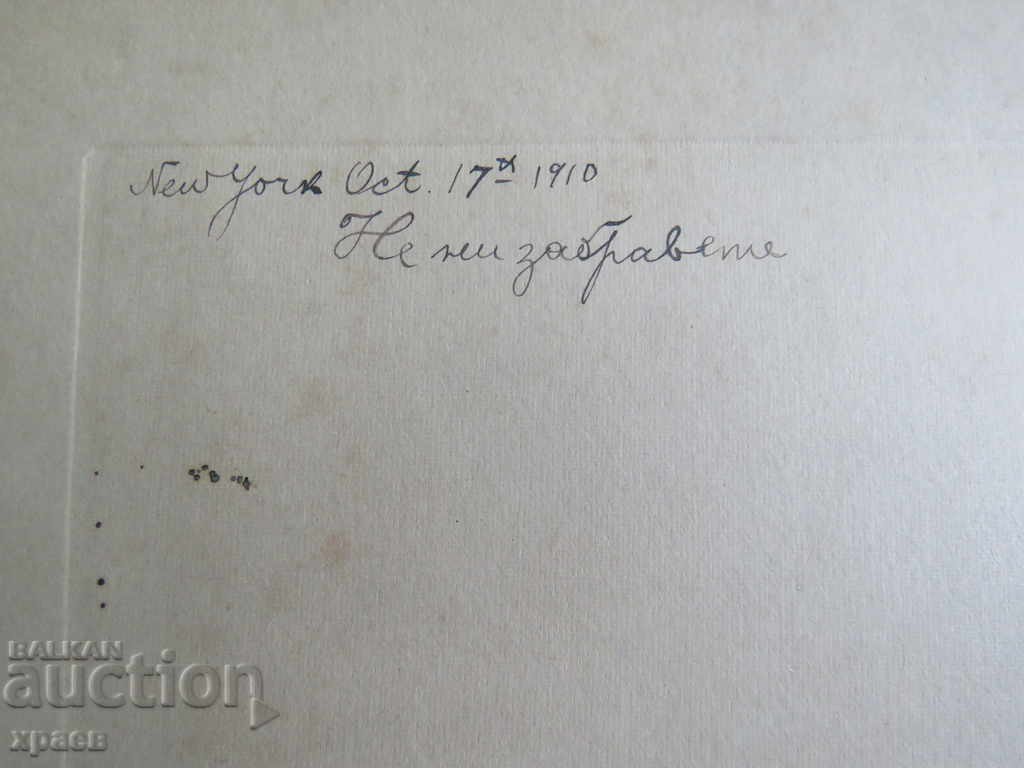 New York Oct. 17th 1910
Не ни забравете
BALKAN
auction
храев